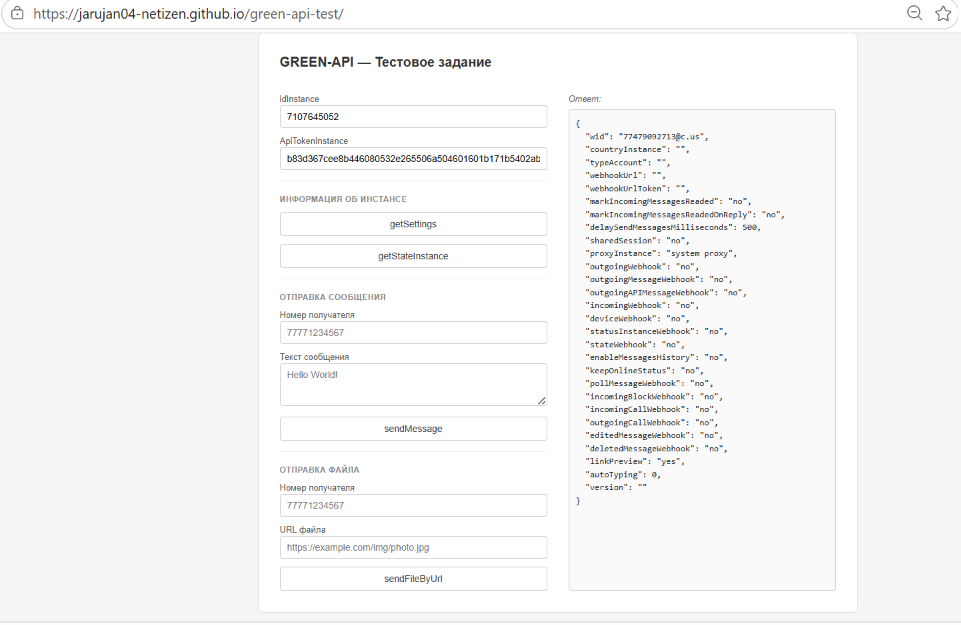 https://jarujan04-netizen.github.io/green-api-test/
GREEN-API — Тестовое задание
idInstance
7107645052
ApiTokenInstance
b83d367cee8b446080532e265506a504601601b171b5402ab
ИНФОРМАЦИЯ ОБ ИНСТАНСЕ
getSettings
getStateInstance
ОТПРАВКА СООБЩЕНИЯ
Номер получателя
77771234567
Текст сообщения
Hello World!
sendMessage
ОТПРАВКА ФАЙЛА
Номер получателя
77771234567
URL файла
https://example.com/img/photo.jpg
sendFileByUrl
Ответ:
{
"wid": "77479092713@c.us",
"countryInstance": "",
"typeAccount": "",
"webhookUrl": "",
"webhookUrlToken": "",
"markIncomingMessagesReaded": "no",
"markIncomingMessagesReadedOnReply": "no",
"delaySendMessagesMilliseconds": 500,
"sharedSession": "no",
"proxyInstance": "system proxy",
"outgoingWebhook": "no",
"outgoingMessageWebhook": "no",
"outgoingAPIMessageWebhook": "no",
"incomingWebhook": "no",
"deviceWebhook": "no",
"statusInstanceWebhook": "no",
"stateWebhook": "no",
"enableMessagesHistory": "no",
"keepOnlineStatus": "no",
"pollMessageWebhook": "no",
"incomingBlockWebhook": "no",
"incomingCallWebhook": "no",
"outgoingCallWebhook": "no",
"editedMessageWebhook": "no",
"deletedMessageWebhook": "no",
"linkPreview": "yes",
"autoTyping": 0,
"version": ""
}